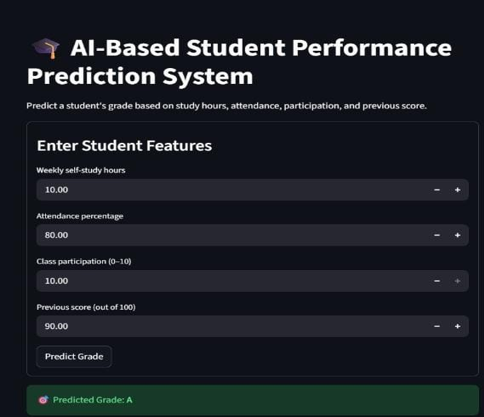 🎓 AI-Based Student Performance
Prediction System
Predict a student's grade based on study hours, attendance, participation, and previous score.
Enter Student Features
Weekly self-study hours
10.00 − +
Attendance percentage
80.00 − +
Class participation (0–10)
10.00 − +
Previous score (out of 100)
90.00 − +
Predict Grade
🎯 Predicted Grade: A